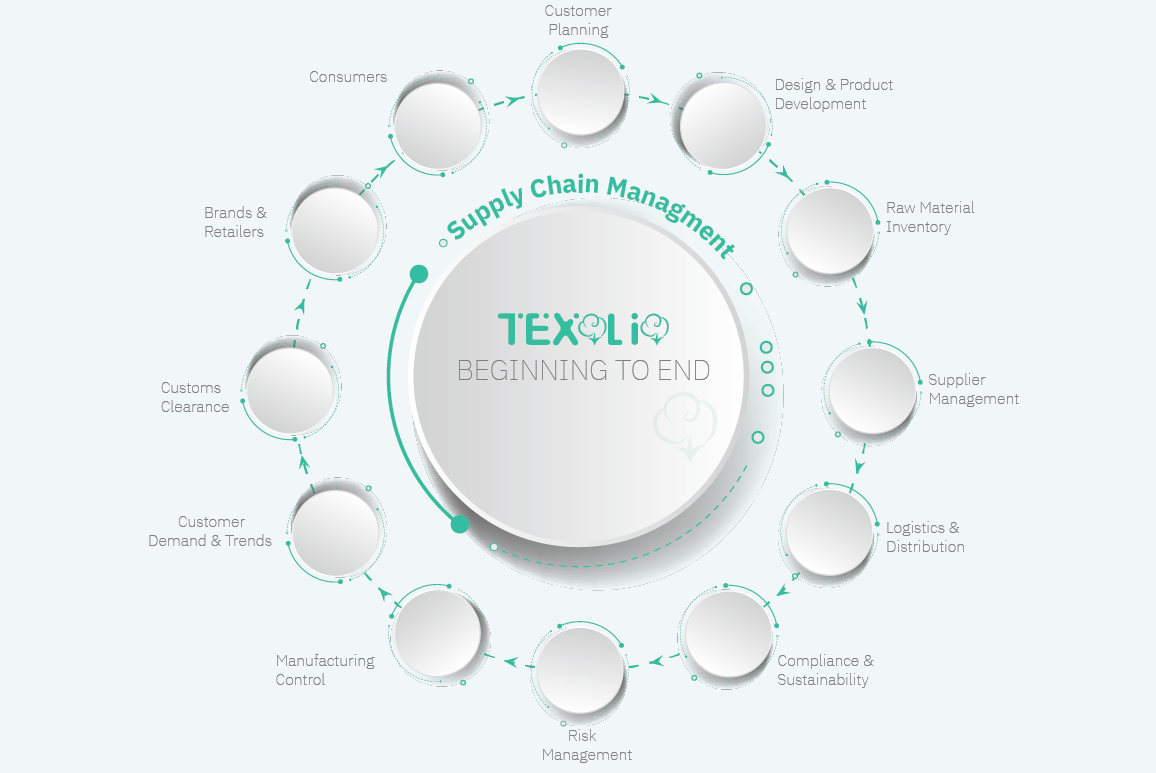 Customer
Planning
Consumers
Design & Product
Development
Supply Chain Managment
Brands &
Retailers
Raw Material
Inventory
TEXOLiO
BEGINNING TO END
Customs
Clearance
Supplier
Management
Customer
Demand & Trends
Logistics &
Distribution
Manufacturing
Control
Compliance &
Sustainability
Risk
Management